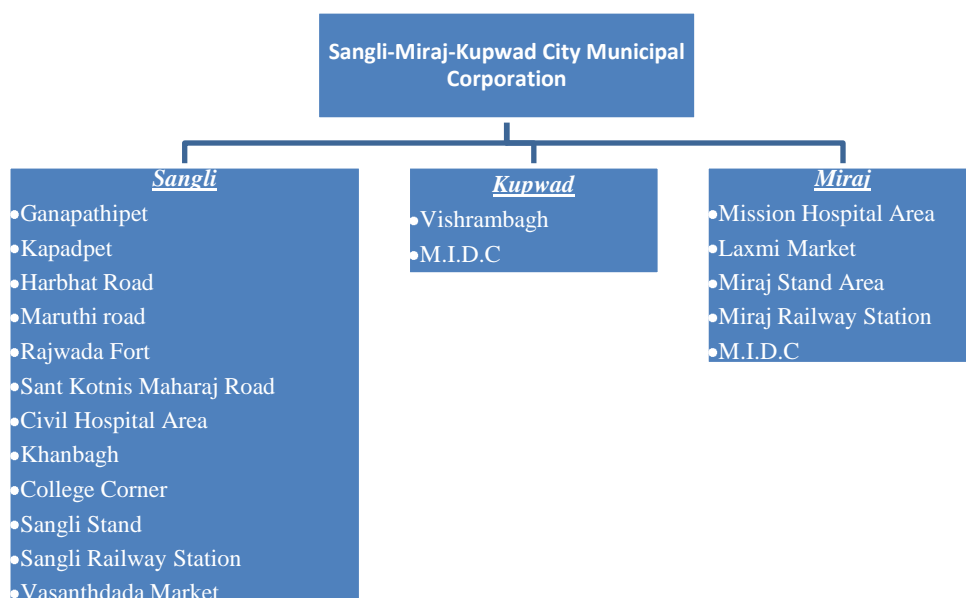 Sangli-Miraj-Kupwad City Municipal
Corporation
Sangli
•Ganapathipet
•Kapadpet
•Harbhat Road
•Maruthi road
•Rajwada Fort
•Sant Kotnis Maharaj Road
•Civil Hospital Area
•Khanbagh
•College Corner
•Sangli Stand
•Sangli Railway Station
•Vasanthdada Market
Kupwad
•Vishrambagh
•M.I.D.C
Miraj
•Mission Hospital Area
•Laxmi Market
•Miraj Stand Area
•Miraj Railway Station
•M.I.D.C